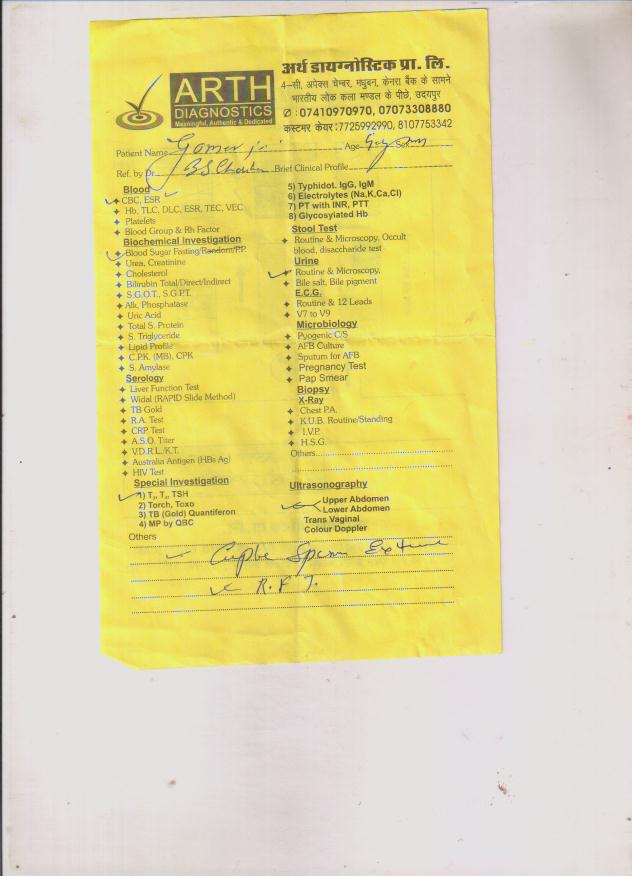 ARTH
DIAGNOSTICS
Meaningful, Authentic & Dedicated
अर्थ डायग्नोस्टिक प्रा. लि.
4-सी, अपेक्स चेम्बर, मधुबन, केनरा बैंक के सामने
भारतीय लोक कला मण्डल के पीछे, उदयपुर
✆ : 07410970970, 07073308880
कस्टमर केयर : 7725992990, 8107753342
Patient Name Age
Ref. by Dr. B S Brief Clinical Profile
Blood
CBC, ESR
Hb, TLC, DLC, ESR, TEC, VEC
Platelets
Blood Group & Rh Factor
Biochemical Investigation
Blood Sugar Fasting/Random/P.P.
Urea, Creatinine
Cholesterol
Bilirubin Total/Direct/Indirect
S.G.O.T., S.G.P.T.
Alk. Phosphatase
Uric Acid
Total S. Protein
S. Triglyceride
Lipid Profile
C.P.K. (MB), CPK
S. Amylase
Serology
Liver Function Test
Widal (RAPID Slide Method)
TB Gold
R.A. Test
CRP Test
A.S.O. Titer
V.D.R.L./K.T.
Australia Antigen (HBs Ag)
HIV Test
Special Investigation
1) T3, T4, TSH
2) Torch, Toxo
3) TB (Gold) Quantiferon
4) MP by QBC
5) Typhidot. IgG, IgM
6) Electrolytes (Na,K,Ca,Cl)
7) PT with INR, PTT
8) Glycosylated Hb
Stool Test
Routine & Microscopy, Occult
blood, disaccharide test
Urine
Routine & Microscopy,
Bile salt, Bile pigment
E.C.G.
Routine & 12 Leads
V7 to V9
Microbiology
Pyogenic C/S
AFB Culture
Sputum for AFB
Pregnancy Test
Pap Smear
Biopsy
X-Ray
Chest P.A.
K.U.B. Routine/Standing
I.V.P.
H.S.G.
Others
Ultrasonography
Upper Abdomen
Lower Abdomen
Trans Vaginal
Colour Doppler
Others
R.F.T.